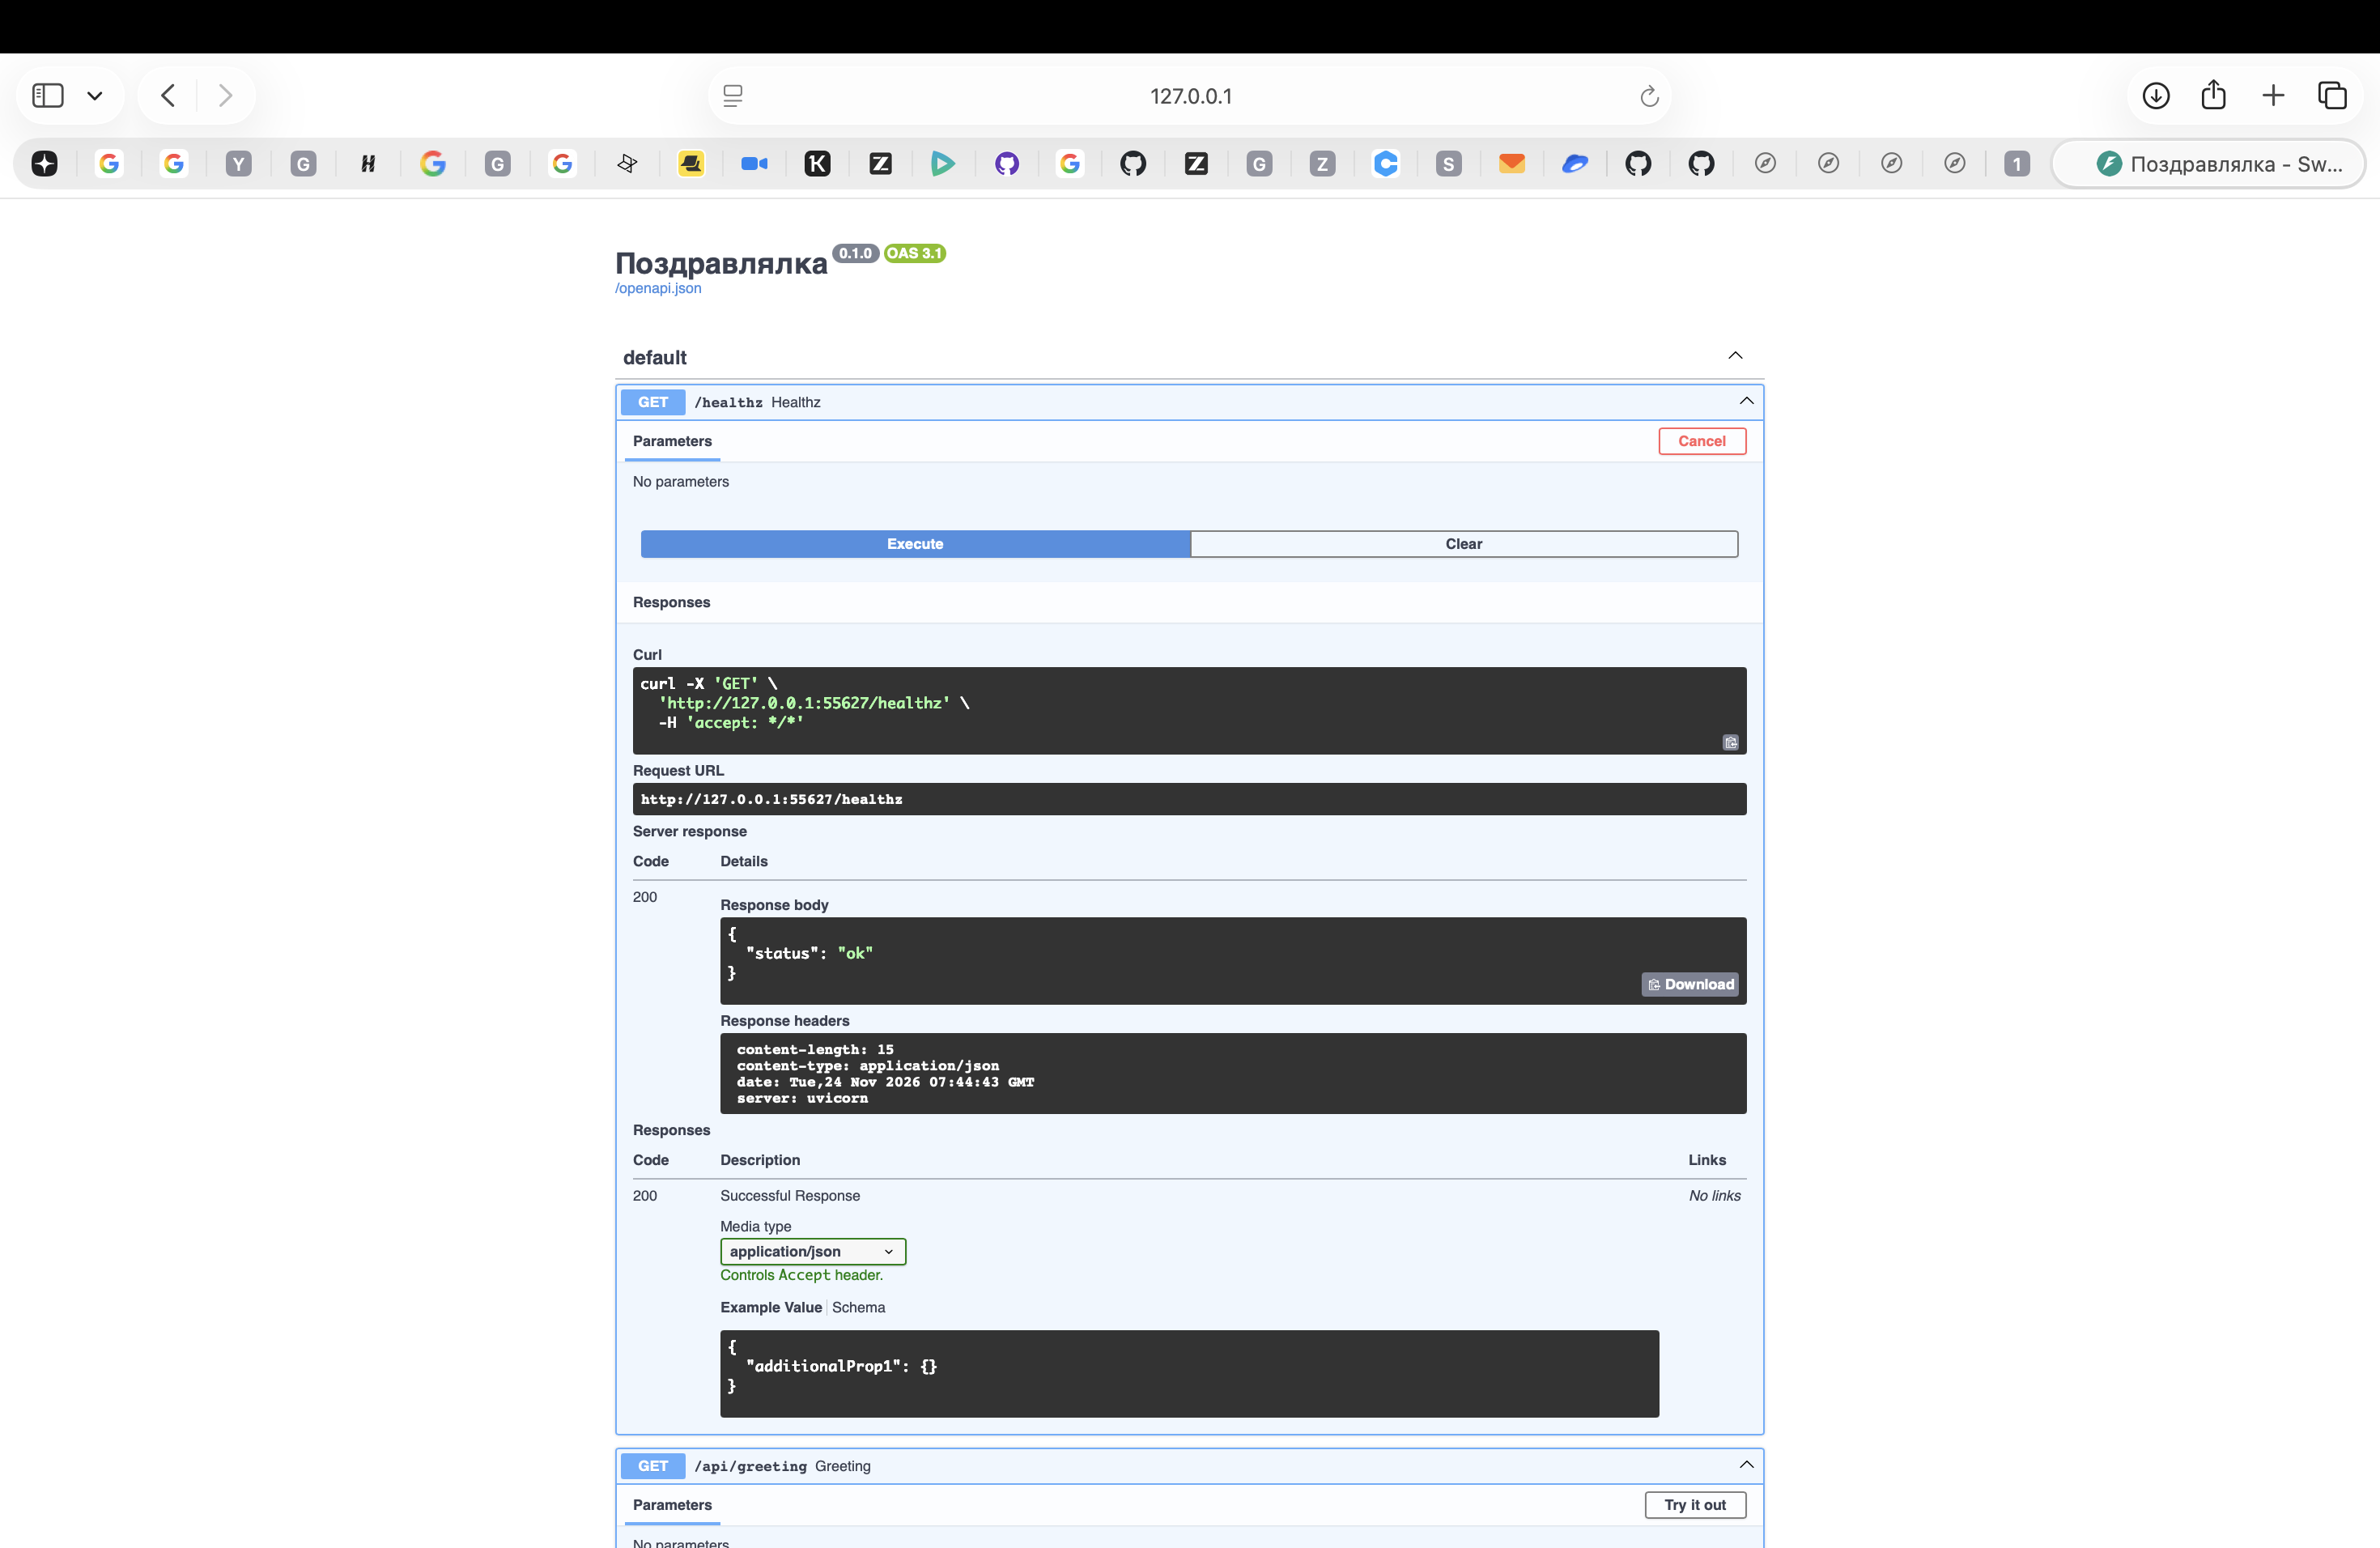 127.0.0.1
Y
G
H
G
K
Z
Z
G
Z
S
1
Поздравлялка - Sw...
Поздравлялка 0.1.0 OAS 3.1
/openapi.json
default
GET /healthz Healthz
Parameters
Cancel
No parameters
Execute
Clear
Responses
Curl
curl -X 'GET' \
'http://127.0.0.1:55627/healthz' \
-H 'accept: */*'
Request URL
http://127.0.0.1:55627/healthz
Server response
Code Details
200
Response body
{
"status": "ok"
}
Download
Response headers
content-length: 15
content-type: application/json
date: Tue,24 Nov 2026 07:44:43 GMT
server: uvicorn
Responses
Code Description Links
200 Successful Response No links
Media type
application/json
Controls Accept header.
Example Value Schema
{
"additionalProp1": {}
}
GET /api/greeting Greeting
Parameters
Try it out
No parameters